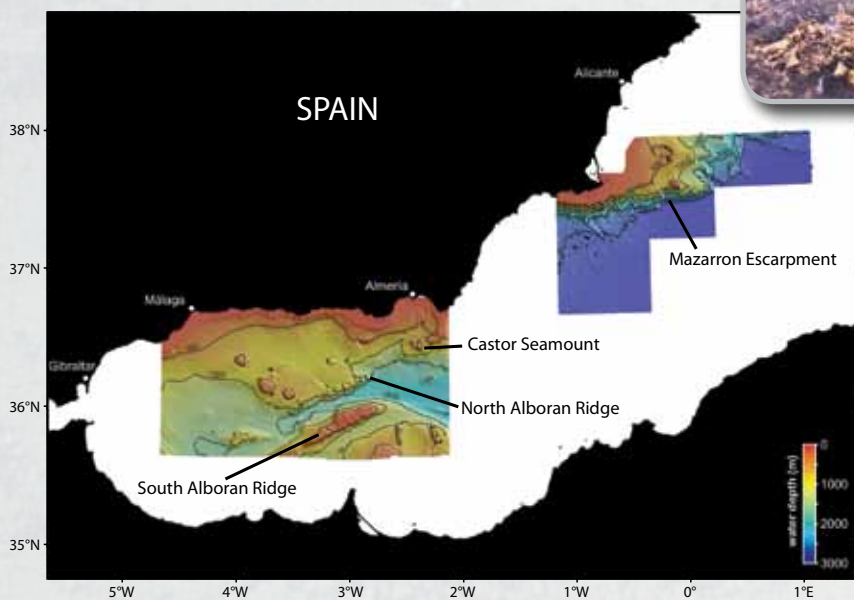 Alicante
SPAIN
38°N
Mazarron Escarpment
37°N
Almeria
Málaga
Castor Seamount
Gibraltar
36°N
North Alboran Ridge
South Alboran Ridge
water depth (m)
0
1000
2000
3000
35°N
5°W 4°W 3°W 2°W 1°W 0° 1°E